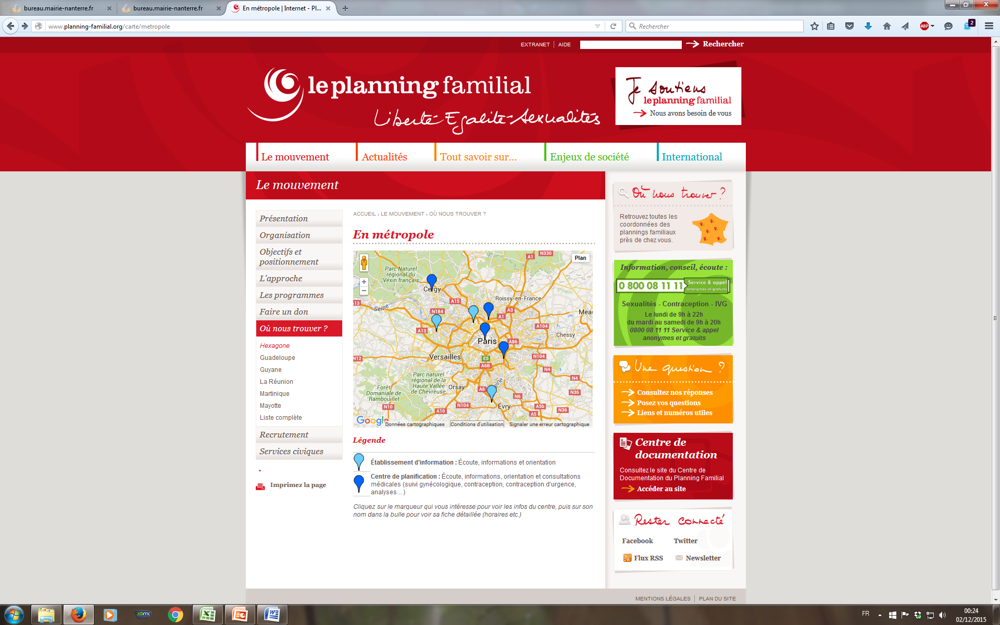 bureau.mairie-nanterre.fr
bureau.mairie-nanterre.fr
En métropole | Internet - Pl...
www.planning-familial.org/carte/metropole
Rechercher
ABP
2
EXTRANET
AIDE
Rechercher
le planning familial
Liberté-Egalité-Sexualités
Je soutiens
le planning familial
Nous avons besoin de vous
Le mouvement
Actualités
Tout savoir sur...
Enjeux de société
International
Le mouvement
Présentation
Organisation
Objectifs et
positionnement
L'approche
Les programmes
Faire un don
Où nous trouver ?
Hexagone
Guadeloupe
Guyane
La Réunion
Martinique
Mayotte
Liste complète
Recrutement
Services civiques
Imprimez la page
ACCUEIL › LE MOUVEMENT › OÙ NOUS TROUVER ?
En métropole
Plan
+
−
N330
A1
Parc Naturel
régional du
Vexin français
Cergy
Roissy-en-France
A15
A13
Seine
N184
A3
A1
Meau
A104
A13
Chessy
Paris
A86
N12
Versailles
E5
N104
A6B
N4
Parc naturel
régional de la
Haute Vallée
de Chevreuse
N4
Seine
Orsay
A6
Forêt
Domaniale de
Rambouillet
N36
N6
N10
N104
Évry
A5b
N36
A10
A5
Google
Données cartographiques
Conditions d'utilisation
Signaler une erreur cartographique
Légende
Établissement d'information : Écoute, informations et orientation
Centre de planification : Écoute, informations, orientation et consultations
médicales (suivi gynécologique, contraception, contraception d'urgence,
analyses…)
Cliquez sur le marqueur qui vous intéresse pour voir les infos du centre, puis sur son
nom dans la bulle pour voir sa fiche détaillée (horaires etc.)
Où nous trouver ?
Retrouvez toutes les
coordonnées des
plannings familiaux
près de chez vous.
Information, conseil, écoute :
0 800 08 11 11
Service & appel
anonymes et gratuits
Sexualités - Contraception - IVG
Le lundi de 9h à 22h
du mardi au samedi de 9h à 20h
0800 08 11 11 Service & appel
anonymes et gratuits
Une question ?
Consultez nos réponses
Posez vos questions
Liens et numéros utiles
Centre de
documentation
Consultez le site du Centre de
Documentation du Planning Familial
Accéder au site
Rester connecté
Facebook
Twitter
Flux RSS
Newsletter
MENTIONS LÉGALES
PLAN DU SITE
xbmc
FR
00:24
02/12/2015